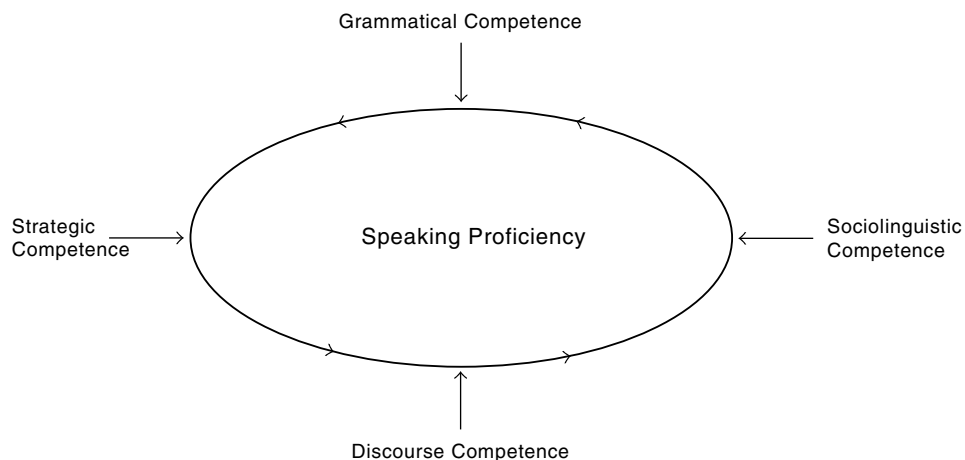 Grammatical Competence
Strategic
Competence
Speaking Proficiency
Sociolinguistic
Competence
Discourse Competence